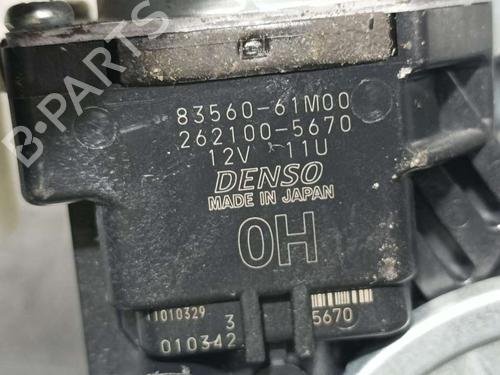 83560-61M00
262100-5670
12V 11U
DENSO
MADE IN JAPAN
0H
11010329 3
010342
5670
B-PARTS